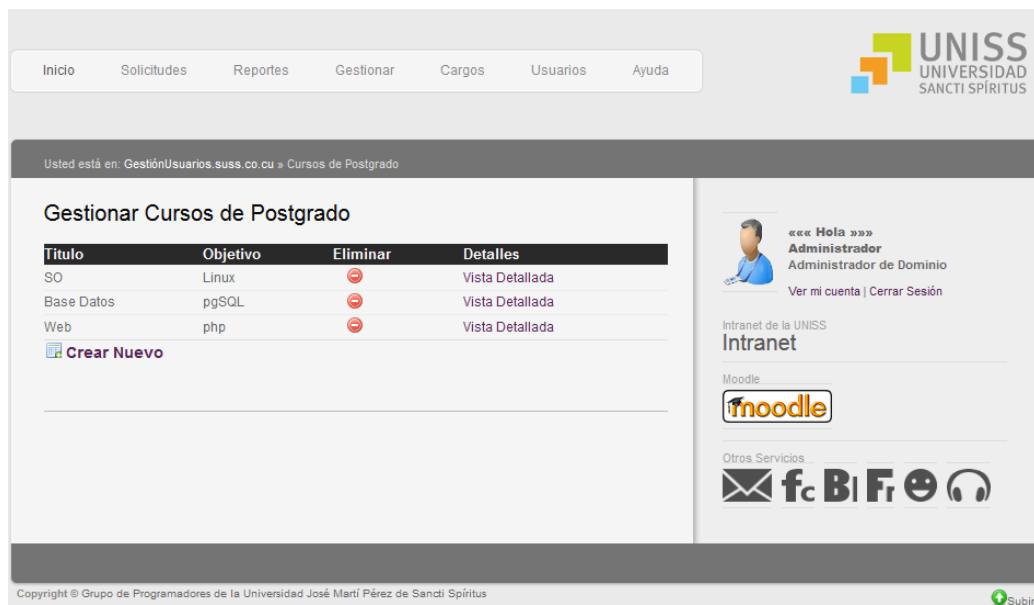 Inicio Solicitudes Reportes Gestionar Cargos Usuarios Ayuda
UNISS
UNIVERSIDAD
SANCTI SPÍRITUS
Usted está en: GestiónUsuarios.suss.co.cu » Cursos de Postgrado
Gestionar Cursos de Postgrado
Titulo Objetivo Eliminar Detalles
SO Linux Vista Detallada
Base Datos pgSQL Vista Detallada
Web php Vista Detallada
Crear Nuevo
««« Hola »»»
Administrador
Administrador de Dominio
Ver mi cuenta | Cerrar Sesión
Intranet de la UNISS
Intranet
Moodle
moodle
Otros Servicios
fc Bl Fr
Copyright © Grupo de Programadores de la Universidad José Martí Pérez de Sancti Spíritus
Subir